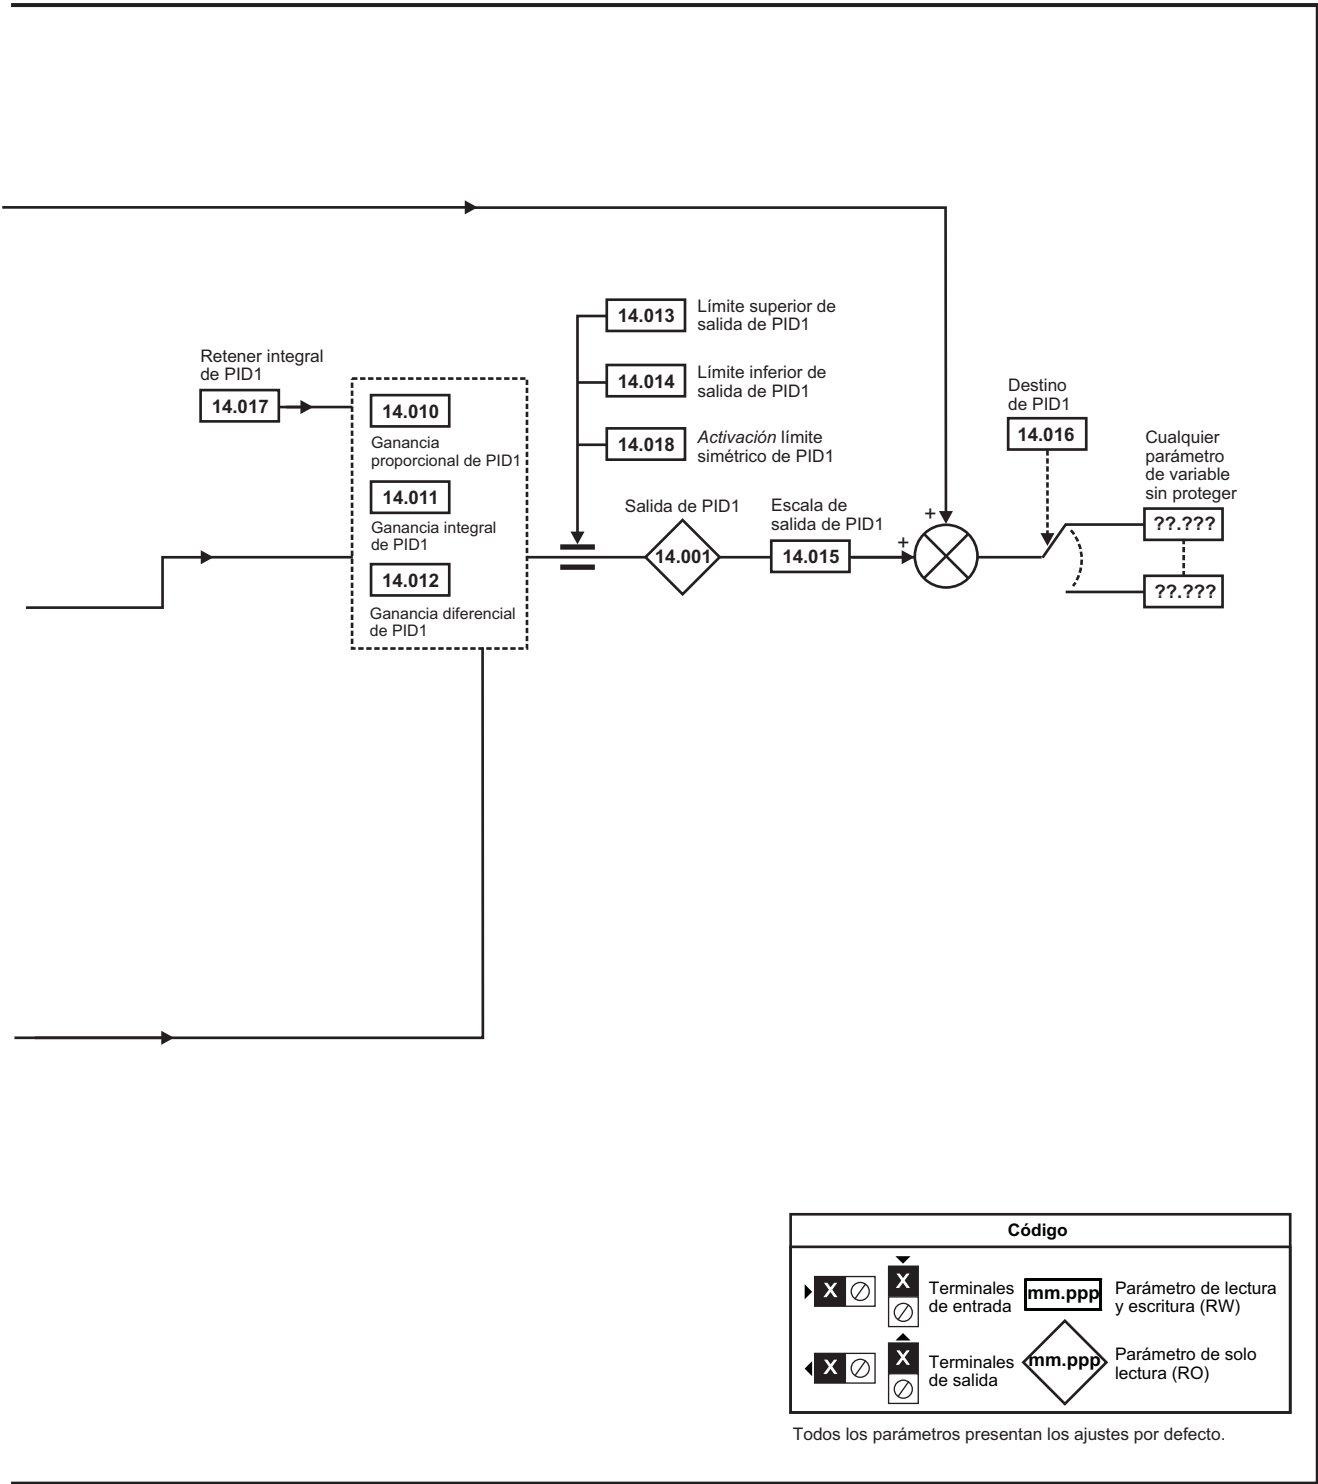 14.013
Límite superior de
salida de PID1
Retener integral
de PID1
14.017
14.014
Límite inferior de
salida de PID1
14.018
Activación límite
simétrico de PID1
14.010
Ganancia
proporcional de PID1
14.011
Ganancia integral
de PID1
14.012
Ganancia diferencial
de PID1
Salida de PID1
14.001
Escala de
salida de PID1
14.015
+
+
Destino
de PID1
14.016
Cualquier
parámetro
de variable
sin proteger
??.???
??.???
Código
X
X
Terminales
de entrada
mm.ppp
Parámetro de lectura
y escritura (RW)
X
X
Terminales
de salida
mm.ppp
Parámetro de solo
lectura (RO)
Todos los parámetros presentan los ajustes por defecto.